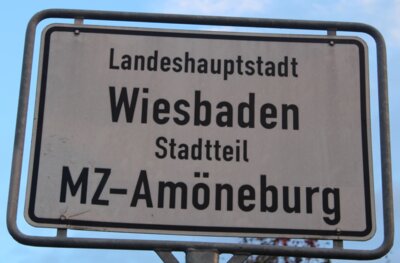 Landeshauptstadt
Wiesbaden
Stadtteil
MZ-Amöneburg